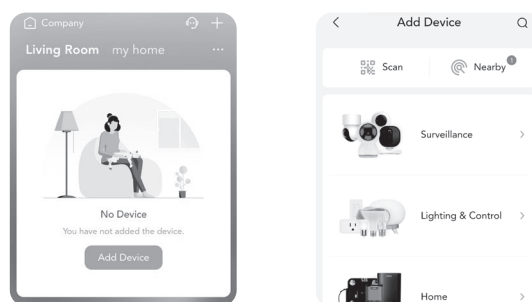 Company
Living Room my home
No Device
You have not added the device.
Add Device
Add Device
Scan
Nearby 1
Surveillance
Lighting & Control
Home